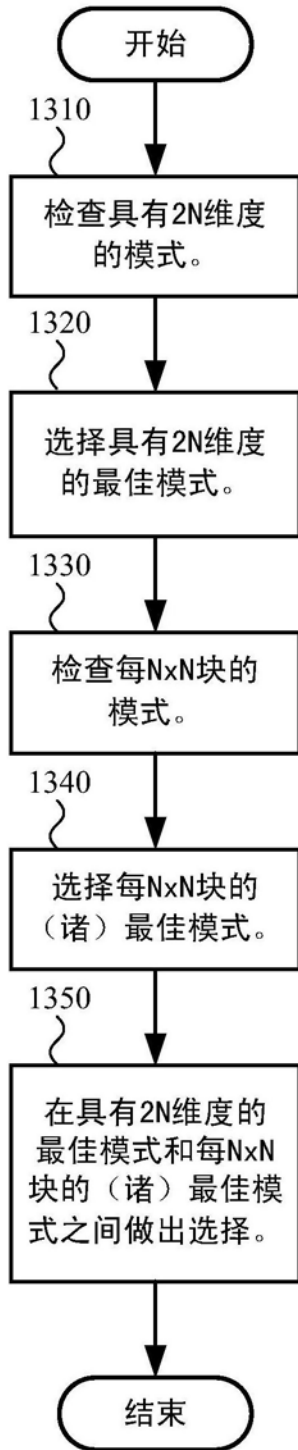 开始
1310
检查具有2N维度
的模式。
1320
选择具有2N维度
的最佳模式。
1330
检查每NxN块的
模式。
1340
选择每NxN块的
（诸）最佳模式。
1350
在具有2N维度的
最佳模式和每NxN
块的（诸）最佳模
式之间做出选择。
结束